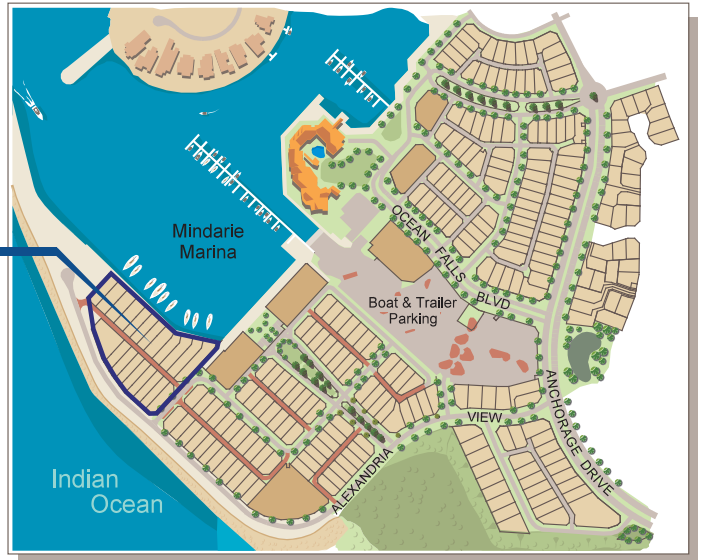 Mindarie
Marina
OCEAN FALLS BLVD
Boat & Trailer
Parking
ANCHORAGE DRIVE
VIEW
ALEXANDRIA
Indian
Ocean